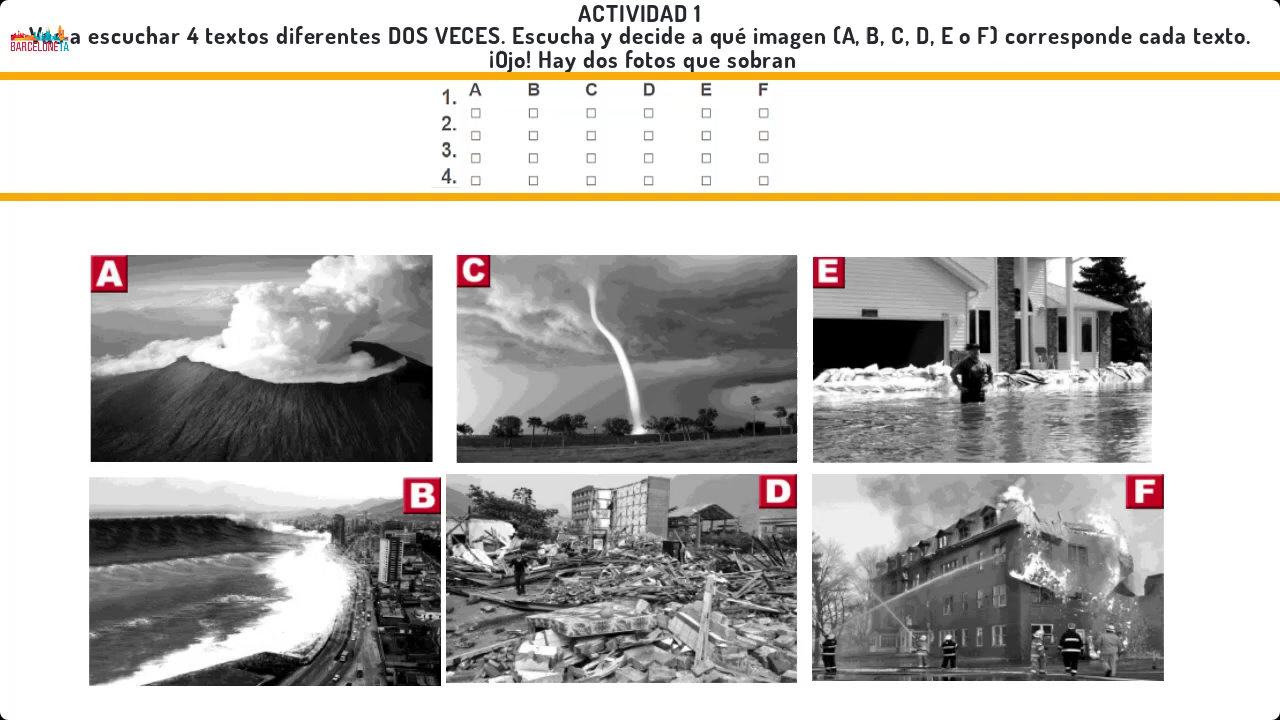 ACTIVIDAD 1
a escuchar 4 textos diferentes DOS VECES. Escucha y decide a qué imagen (A, B, C, D, E o F) corresponde cada texto.
¡Ojo! Hay dos fotos que sobran
BARCELONETA
A B C D E F
1.
2.
3.
4.
A
C
E
B
D
F